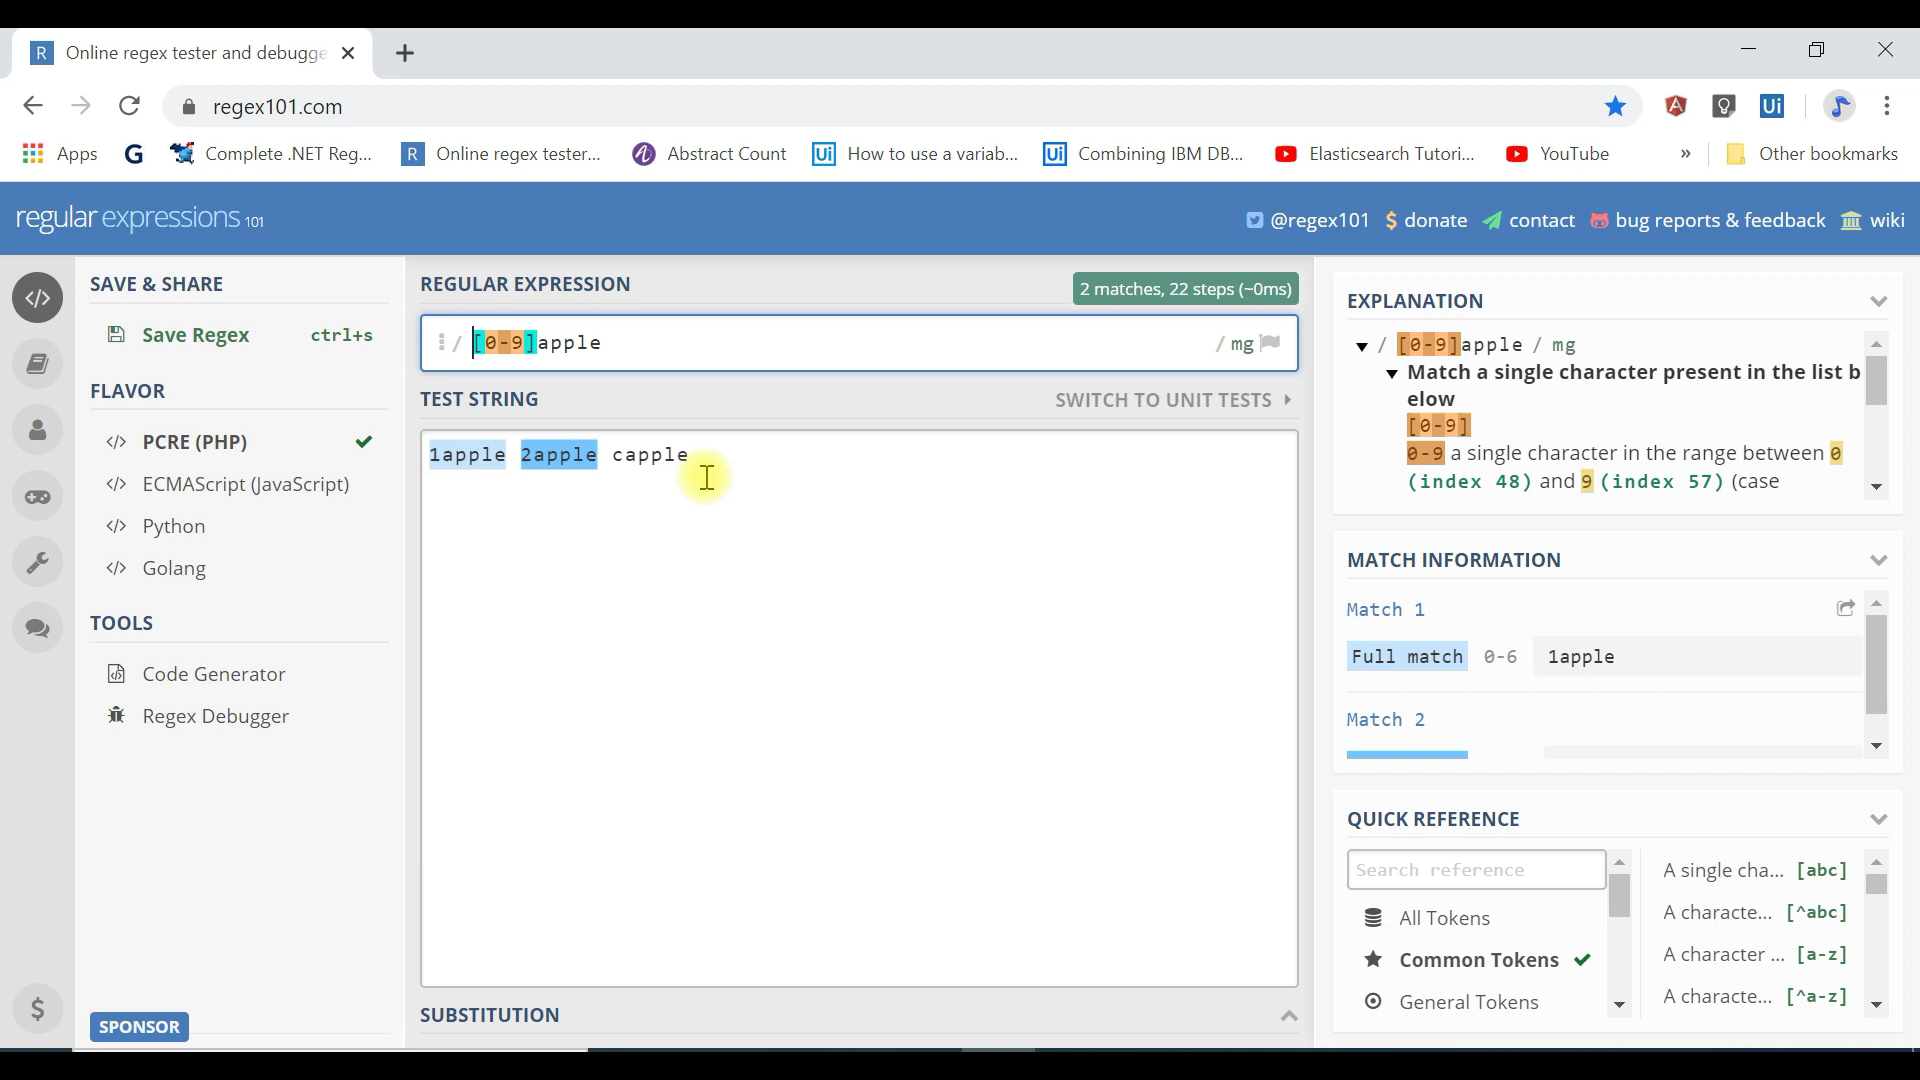 R Online regex tester and debugge
regex101.com
Ui
Apps G Complete .NET Reg... R Online regex tester... Abstract Count Ui How to use a variab... Ui Combining IBM DB... Elasticsearch Tutori... YouTube » Other bookmarks
regular expressions 101 @regex101 $ donate contact bug reports & feedback wiki
SAVE & SHARE
Save Regex ctrl+s
FLAVOR
</> PCRE (PHP)
</> ECMAScript (JavaScript)
</> Python
</> Golang
TOOLS
Code Generator
Regex Debugger
$
SPONSOR
REGULAR EXPRESSION 2 matches, 22 steps (~0ms)
/ [0-9]apple / mg
TEST STRING SWITCH TO UNIT TESTS
1apple 2apple capple
SUBSTITUTION
EXPLANATION
/ [0-9]apple / mg
Match a single character present in the list b
elow
[0-9]
0-9 a single character in the range between 0
(index 48) and 9 (index 57) (case
MATCH INFORMATION
Match 1
Full match 0-6 1apple
Match 2
QUICK REFERENCE
Search reference
All Tokens
Common Tokens
General Tokens
A single cha... [abc]
A characte... [^abc]
A character ... [a-z]
A characte... [^a-z]